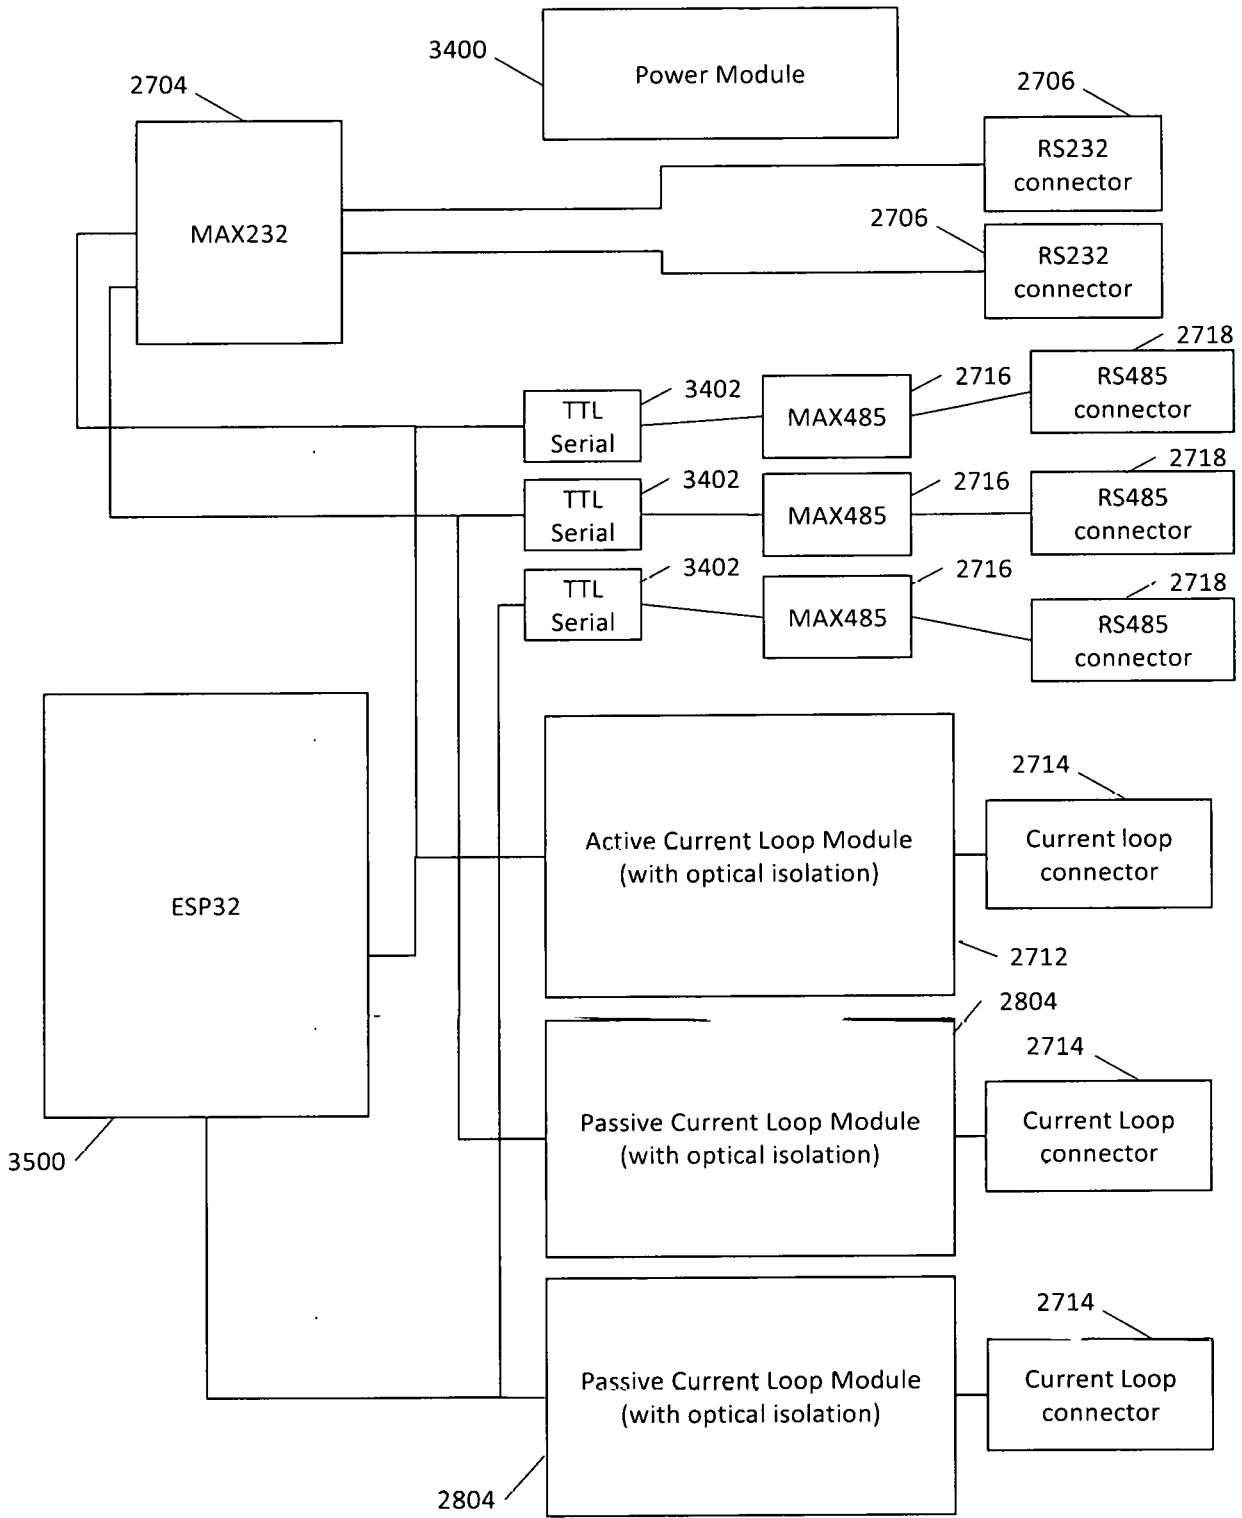 3400
Power Module
2704
2706
RS232
connector
MAX232
2706
RS232
connector
2718
3402
2716
RS485
connector
TTL
Serial
MAX485
3402
2716
2718
TTL
Serial
MAX485
RS485
connector
3402
2716
2718
TTL
Serial
MAX485
RS485
connector
2714
Active Current Loop Module
(with optical isolation)
Current loop
connector
ESP32
2712
2804
2714
Passive Current Loop Module
(with optical isolation)
Current Loop
connector
3500
2714
Passive Current Loop Module
(with optical isolation)
Current Loop
connector
2804